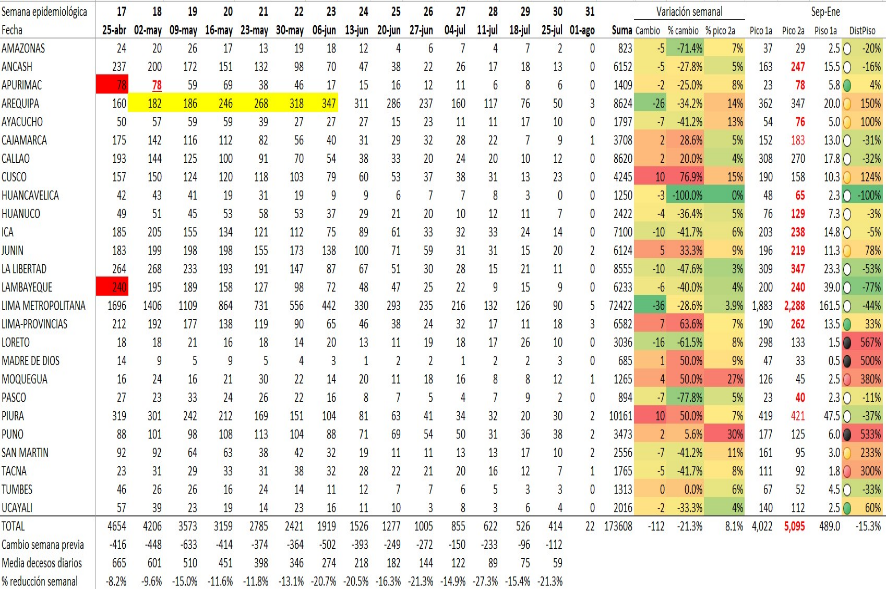 Semana epidemiológica 17 18 19 20 21 22 23 24 25 26 27 28 29 30 31 Variación semanal Sep-Ene
Fecha 25-abr 02-may 09-may 16-may 23-may 30-may 06-jun 13-jun 20-jun 27-jun 04-jul 11-jul 18-jul 25-jul 01-ago Suma Cambio % cambio % pico 2a Pico 1a Pico 2a Piso 1a DistPiso
AMAZONAS 24 20 26 17 13 19 18 12 4 6 7 4 7 2 0 823 -5 -71.4% 7% 37 29 2.5 -20%
ANCASH 237 200 172 151 132 98 70 47 38 22 26 17 18 13 0 6152 -5 -27.8% 5% 163 247 15.5 -16%
APURIMAC 78 78 59 69 38 46 17 15 16 12 11 6 8 6 0 1409 -2 -25.0% 8% 23 78 5.8 4%
AREQUIPA 160 182 186 246 268 318 347 311 286 237 160 117 76 50 3 8624 -26 -34.2% 14% 362 347 20.0 150%
AYACUCHO 50 57 59 59 39 27 27 27 15 23 11 11 17 10 0 1797 -7 -41.2% 13% 54 76 5.0 100%
CAJAMARCA 175 142 116 112 82 56 40 31 29 32 28 22 7 9 1 3708 2 28.6% 5% 152 183 13.0 -31%
CALLAO 193 144 125 100 91 70 54 38 33 20 24 20 10 12 0 8620 2 20.0% 4% 308 270 17.8 -32%
CUSCO 157 150 124 120 118 103 79 60 53 37 38 31 13 23 0 4245 10 76.9% 15% 190 158 10.3 124%
HUANCAVELICA 42 43 41 19 31 19 9 9 6 7 7 8 3 0 0 1250 -3 -100.0% 0% 48 65 2.3 -100%
HUANUCO 49 51 45 53 58 53 37 29 21 20 10 12 11 7 0 2422 -4 -36.4% 5% 76 129 7.3 -3%
ICA 185 205 155 134 121 112 75 89 61 33 32 33 24 14 0 7100 -10 -41.7% 6% 203 238 14.8 -5%
JUNIN 183 199 198 198 155 173 138 100 71 59 31 31 15 20 2 6124 5 33.3% 9% 196 219 11.3 78%
LA LIBERTAD 264 268 233 193 191 147 87 67 51 30 28 15 21 11 0 8555 -10 -47.6% 3% 309 347 23.3 -53%
LAMBAYEQUE 240 195 189 158 127 98 72 48 47 25 22 9 15 9 0 6233 -6 -40.0% 4% 200 240 39.0 -77%
LIMA METROPOLITANA 1696 1406 1109 864 731 556 442 330 293 235 216 132 126 90 5 72422 -36 -28.6% 3.9% 1,883 2,288 161.5 -44%
LIMA-PROVINCIAS 212 192 177 138 119 90 65 46 38 24 32 17 11 18 3 6582 7 63.6% 7% 190 262 13.5 33%
LORETO 18 18 21 16 18 14 20 13 11 19 18 17 26 10 0 3036 -16 -61.5% 8% 298 133 1.5 567%
MADRE DE DIOS 14 9 5 9 5 4 3 1 2 2 1 2 2 3 0 685 1 50.0% 9% 47 33 0.5 500%
MOQUEGUA 16 24 16 21 30 22 14 20 11 18 16 8 8 12 1 1265 4 50.0% 27% 126 45 2.5 380%
PASCO 27 23 33 24 26 22 16 8 7 5 4 7 9 2 0 894 -7 -77.8% 5% 23 40 2.3 -11%
PIURA 319 301 242 212 169 151 104 81 63 41 34 32 20 30 2 10161 10 50.0% 7% 419 421 47.5 -37%
PUNO 88 101 98 108 113 104 88 71 69 54 50 31 36 38 2 3473 2 5.6% 30% 177 125 6.0 533%
SAN MARTIN 92 92 64 63 38 42 32 19 11 11 13 13 17 10 2 2556 -7 -41.2% 11% 161 95 3.0 233%
TACNA 23 31 29 33 31 38 32 28 22 21 20 16 12 7 1 1765 -5 -41.7% 8% 111 92 1.8 300%
TUMBES 46 26 26 16 24 14 11 12 7 7 6 5 3 3 0 1313 0 0.0% 6% 67 52 4.5 -33%
UCAYALI 57 39 23 19 14 23 16 11 10 3 8 3 6 4 0 2016 -2 -33.3% 4% 140 112 2.5 60%
TOTAL 4654 4206 3573 3159 2785 2421 1919 1526 1277 1005 855 622 526 414 22 173608 -112 -21.3% 8.1% 4,022 5,095 489.0 -15.3%
Cambio semana previa -416 -448 -633 -414 -374 -364 -502 -393 -249 -272 -150 -233 -96 -112
Media decesos diarios 665 601 510 451 398 346 274 218 182 144 122 89 75 59
% reducción semanal -8.2% -9.6% -15.0% -11.6% -11.8% -13.1% -20.7% -20.5% -16.3% -21.3% -14.9% -27.3% -15.4% -21.3%